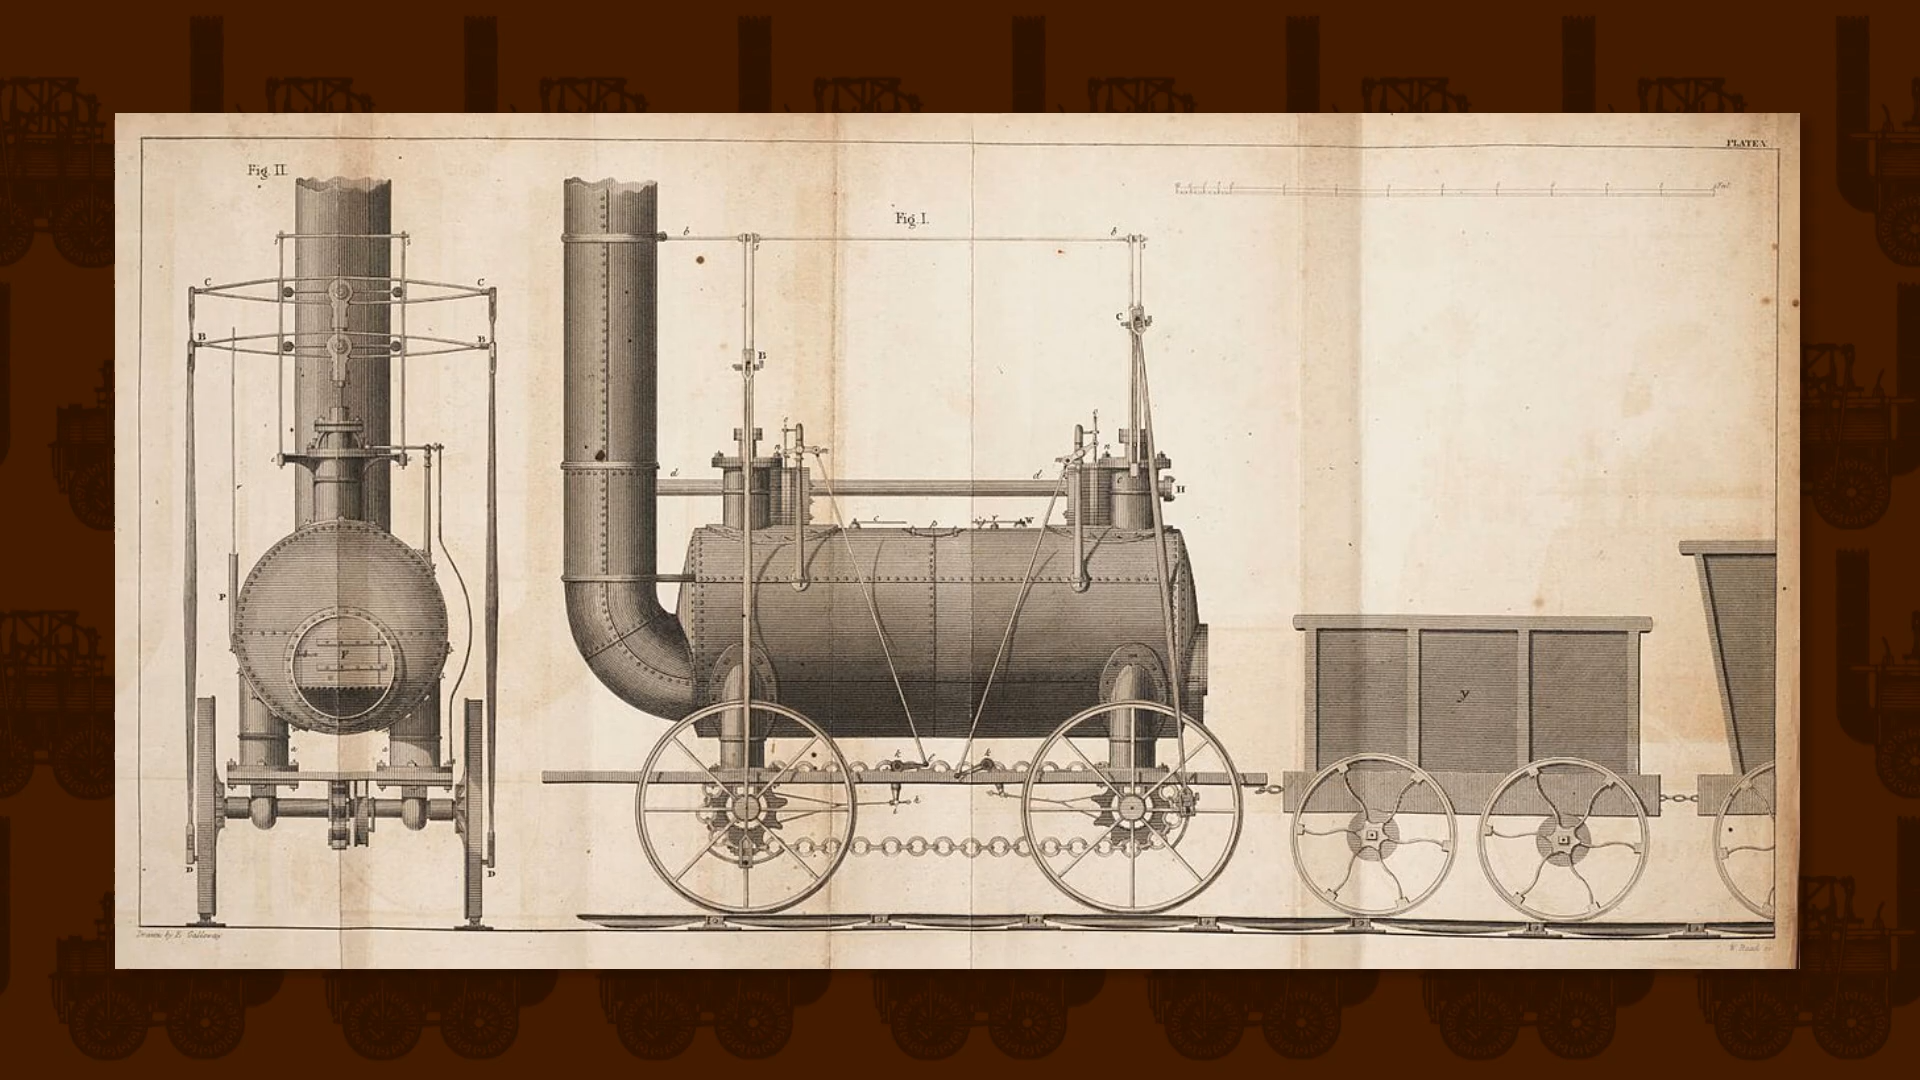 PLATE V
Fig. II.
Fig. I.
b
b
s
s
s
s
C
C
C
B
B
B
e
e
n
n
d
d
H
c
p
v
r
w
P
F
y
k
k
h
a
a
D
D
Drawn by E. Galloway